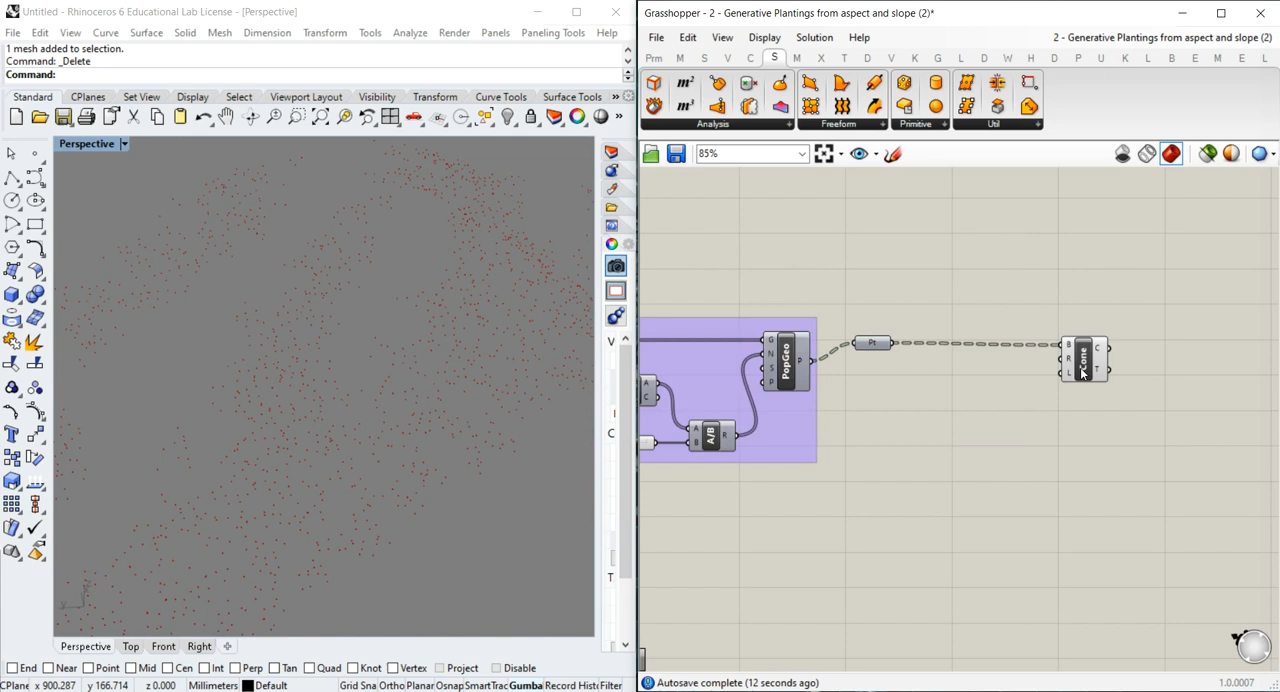 Untitled - Rhinoceros 6 Educational Lab License - [Perspective]
File Edit View Curve Surface Solid Mesh Dimension Transform Tools Analyze Render Panels Paneling Tools Help
1 mesh added to selection.
Command: _Delete
Command:
Standard CPlanes Set View Display Select Viewport Layout Visibility Transform Curve Tools Surface Tools »
Perspective
Perspective Top Front Right
End Near Point Mid Cen Int Perp Tan Quad Knot Vertex Project Disable
CPlane x 900.287 y 166.714 z 0.000 Millimeters Default Grid Sna Ortho Planar Osnap SmartTrac Gumba Record Hist Filter
Grasshopper - 2 - Generative Plantings from aspect and slope (2)*
File Edit View Display Solution Help
2 - Generative Plantings from aspect and slope (2)
Prm M S V C S M X T D V K G L D W H D P U K L B E M E L
m²
m³
Analysis Freeform Primitive Util
85%
PopGeo
G
N
S
P
P
Pt
Cone
B
R
L
C
T
A
C
A/B
A
B
R
Autosave complete (12 seconds ago)
1.0.0007